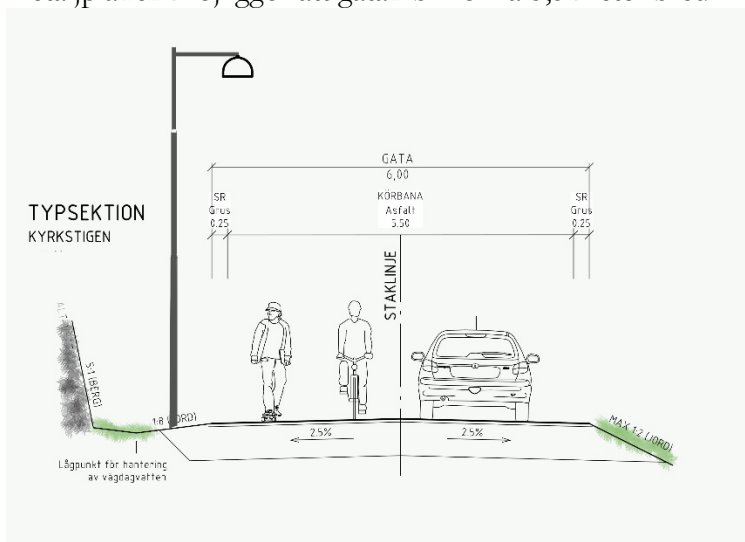 GATA
6,00
SR
Grus
0.25
KÖRBANA
Asfalt
5.50
SR
Grus
0.25
TYPSEKTION
KYRKSTIGEN
STAKLINJE
5:1 (BERG)
1:8 (JORD)
2.5%
2.5%
MAX 1:2 (JORD)
Lågpunkt för hantering
av vägdagvatten